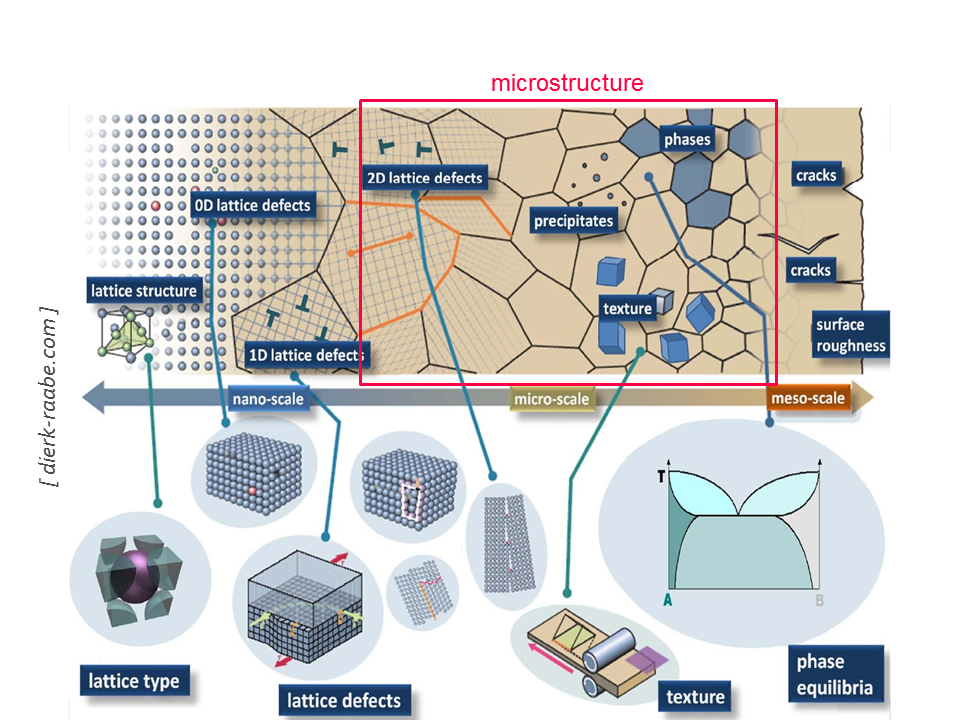 microstructure
phases
2D lattice defects
cracks
0D lattice defects
precipitates
cracks
lattice structure
texture
surface
roughness
1D lattice defects
[ dierk-raabe.com ]
nano-scale
micro-scale
meso-scale
T
A
B
lattice type
lattice defects
texture
phase
equilibria